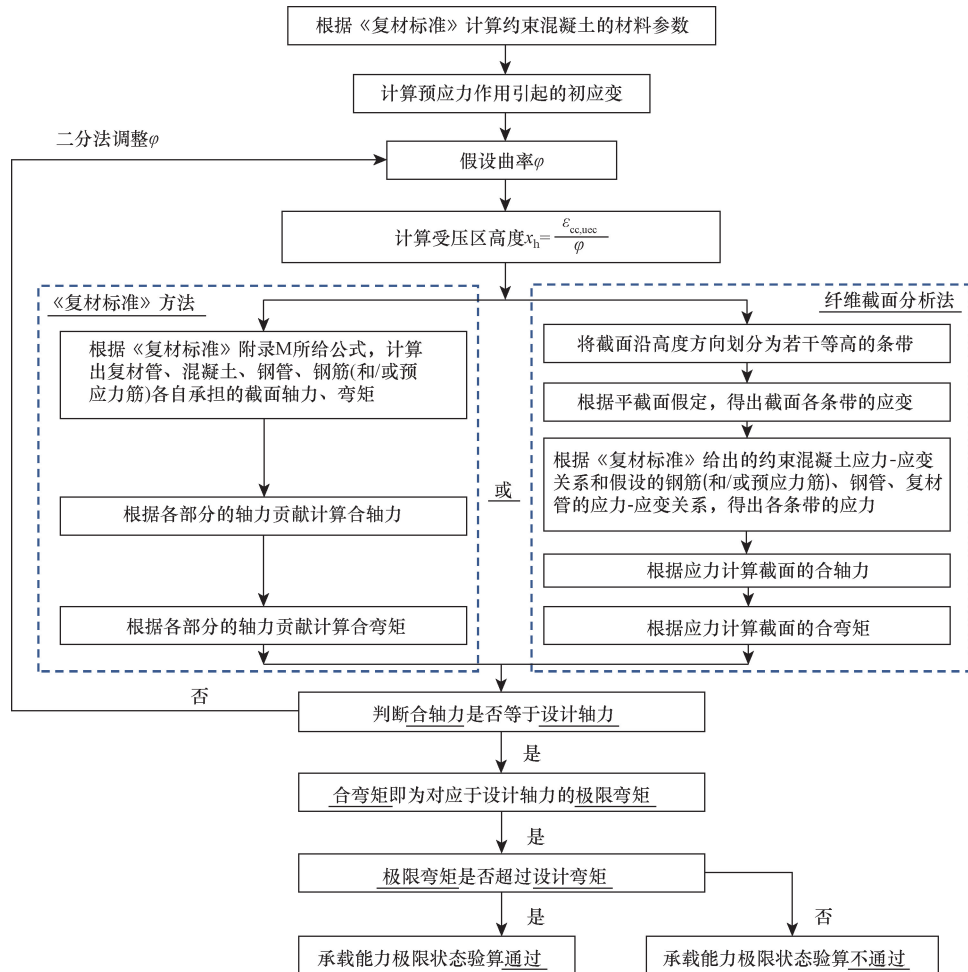 根据《复材标准》计算约束混凝土的材料参数
计算预应力作用引起的初应变
二分法调整φ
假设曲率φ
计算受压区高度x_h=ε_cc,uec/φ
《复材标准》方法
根据《复材标准》附录M所给公式，计算
出复材管、混凝土、钢管、钢筋(和/或预
应力筋)各自承担的截面轴力、弯矩
根据各部分的轴力贡献计算合轴力
根据各部分的轴力贡献计算合弯矩
或
纤维截面分析法
将截面沿高度方向划分为若干等高的条带
根据平截面假定，得出截面各条带的应变
根据《复材标准》给出的约束混凝土应力-应变
关系和假设的钢筋(和/或预应力筋)、钢管、复材
管的应力-应变关系，得出各条带的应力
根据应力计算截面的合轴力
根据应力计算截面的合弯矩
否
判断合轴力是否等于设计轴力
是
合弯矩即为对应于设计轴力的极限弯矩
是
极限弯矩是否超过设计弯矩
是
否
承载能力极限状态验算通过
承载能力极限状态验算不通过